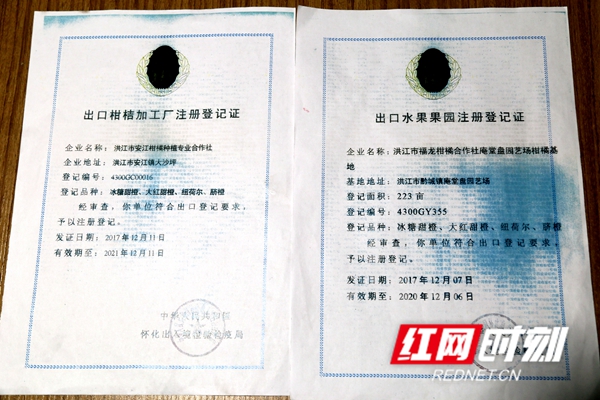 出口柑桔加工厂注册登记证
企业名称：洪江市安江柑橘种植专业合作社
企业地址：洪江市安江镇大沙坪
登记编号：4300GC00016
登记品种：冰糖甜橙、大红甜橙、纽荷尔、脐橙
经审查，你单位符合出口登记要求，
予以注册登记。
发证日期：2017年12月11日
有效期至：2021年12月11日
中华人民共和国
怀化出入境检验检疫局
出口水果果园注册登记证
企业名称：洪江市福龙柑橘合作社庵堂盘园艺场柑橘基
地
基地地址：洪江市黔城镇庵堂盘园艺场
登记面积：223亩
登记编号：4300GY355
登记品种：冰糖甜橙、大红甜橙、纽荷尔、脐橙
经审查，你单位符合出口登记要求，
予以注册登记。
发证日期：2017年12月07日
有效期至：2020年12月06日
红网时刻
REDNET.CN